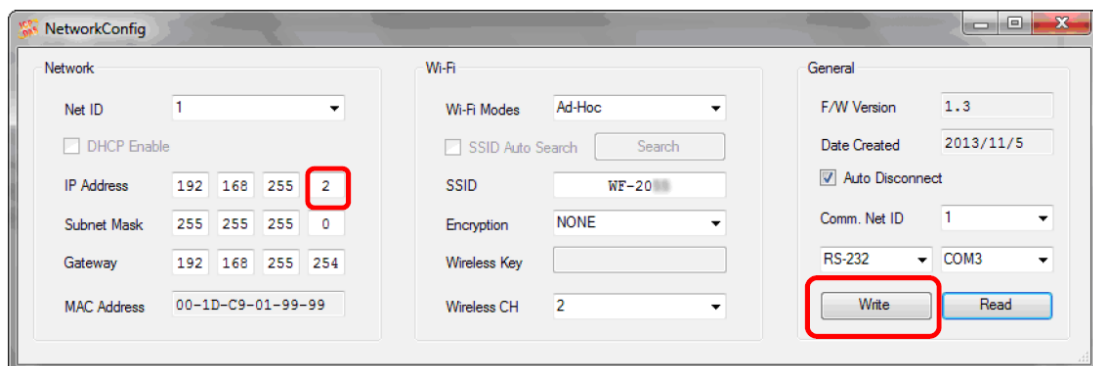 NetworkConfig
Network
Net ID 1
DHCP Enable
IP Address 192 168 255 2
Subnet Mask 255 255 255 0
Gateway 192 168 255 254
MAC Address 00-1D-C9-01-99-99
Wi-Fi
Wi-Fi Modes Ad-Hoc
SSID Auto Search Search
SSID WF-20
Encryption NONE
Wireless Key
Wireless CH 2
General
F/W Version 1.3
Date Created 2013/11/5
Auto Disconnect
Comm. Net ID 1
RS-232 COM3
Write Read